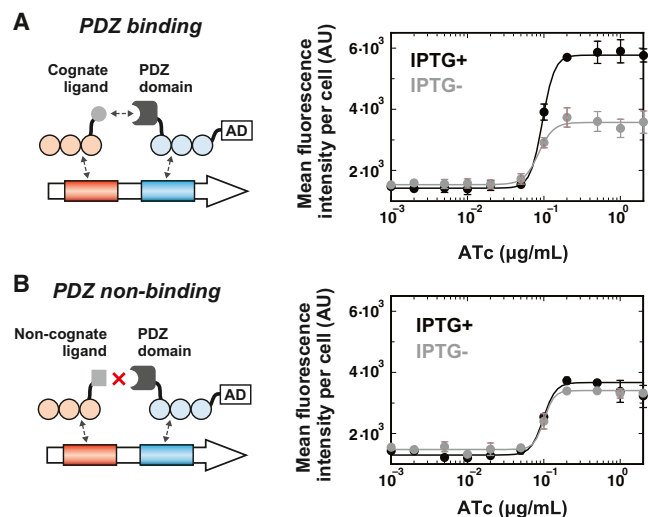 A
PDZ binding
Cognate
ligand
PDZ
domain
AD
Mean fluorescence
intensity per cell (AU)
6·10³
4·10³
2·10³
IPTG+
IPTG-
10⁻³
10⁻²
10⁻¹
10⁰
ATc (µg/mL)
B
PDZ non-binding
Non-cognate
ligand
PDZ
domain
AD
Mean fluorescence
intensity per cell (AU)
6·10³
4·10³
2·10³
IPTG+
IPTG-
10⁻³
10⁻²
10⁻¹
10⁰
ATc (µg/mL)